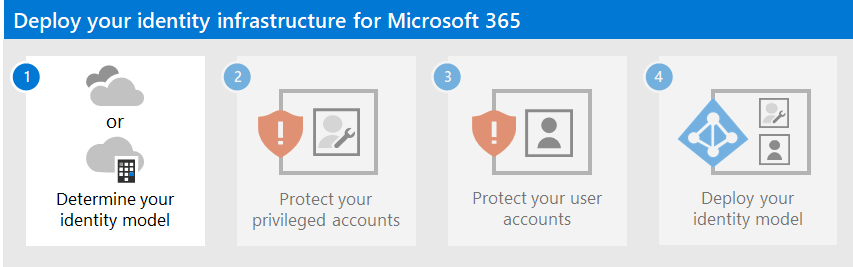 Deploy your identity infrastructure for Microsoft 365
1
or
Determine your
identity model
2
Protect your
privileged accounts
3
Protect your user
accounts
4
Deploy your
identity model